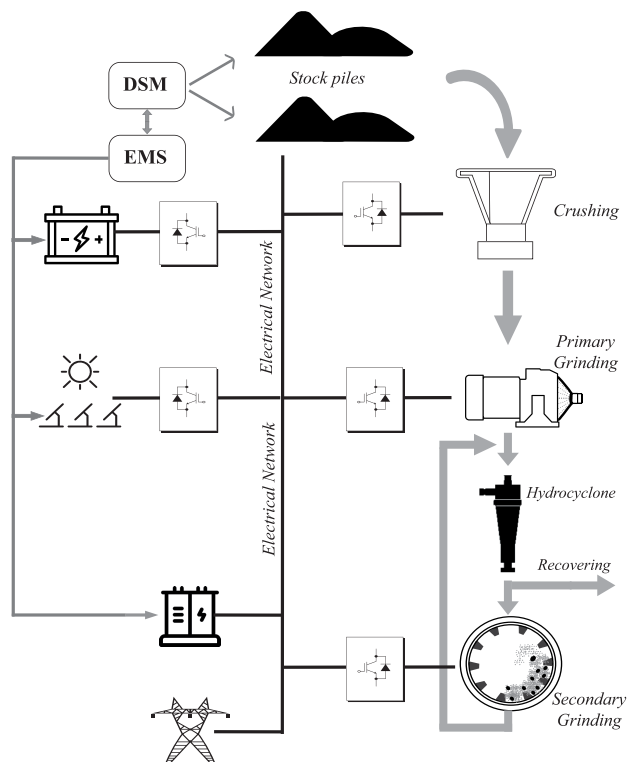 DSM
Stock piles
EMS
Crushing
Electrical Network
Primary
Grinding
Electrical Network
Hydrocyclone
Recovering
Secondary
Grinding